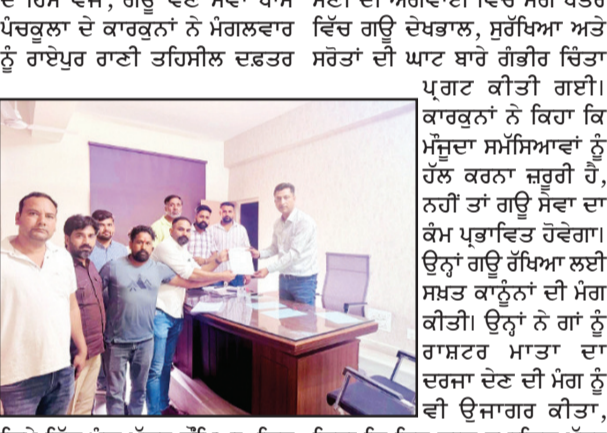 ਪੰਚਕੂਲਾ ਦੇ ਕਾਰਕੁਨਾਂ ਨੇ ਮੰਗਲਵਾਰ
ਨੂੰ ਰਾਏਪੁਰ ਰਾਣੀ ਤਹਿਸੀਲ ਦਫ਼ਤਰ
ਵਿੱਚ ਗਊ ਦੇਖਭਾਲ, ਸੁਰੱਖਿਆ ਅਤੇ
ਸਰੋਤਾਂ ਦੀ ਘਾਟ ਬਾਰੇ ਗੰਭੀਰ ਚਿੰਤਾ
ਪ੍ਰਗਟ ਕੀਤੀ ਗਈ।
ਕਾਰਕੁਨਾਂ ਨੇ ਕਿਹਾ ਕਿ
ਮੌਜੂਦਾ ਸਮੱਸਿਆਵਾਂ ਨੂੰ
ਹੱਲ ਕਰਨਾ ਜ਼ਰੂਰੀ ਹੈ,
ਨਹੀਂ ਤਾਂ ਗਊ ਸੇਵਾ ਦਾ
ਕੰਮ ਪ੍ਰਭਾਵਿਤ ਹੋਵੇਗਾ।
ਉਨ੍ਹਾਂ ਗਊ ਰੱਖਿਆ ਲਈ
ਸਖ਼ਤ ਕਾਨੂੰਨਾਂ ਦੀ ਮੰਗ
ਕੀਤੀ। ਉਨ੍ਹਾਂ ਨੇ ਗਾਂ ਨੂੰ
ਰਾਸ਼ਟਰ ਮਾਤਾ ਦਾ
ਦਰਜਾ ਦੇਣ ਦੀ ਮੰਗ ਨੂੰ
ਵੀ ਉਜਾਗਰ ਕੀਤਾ,